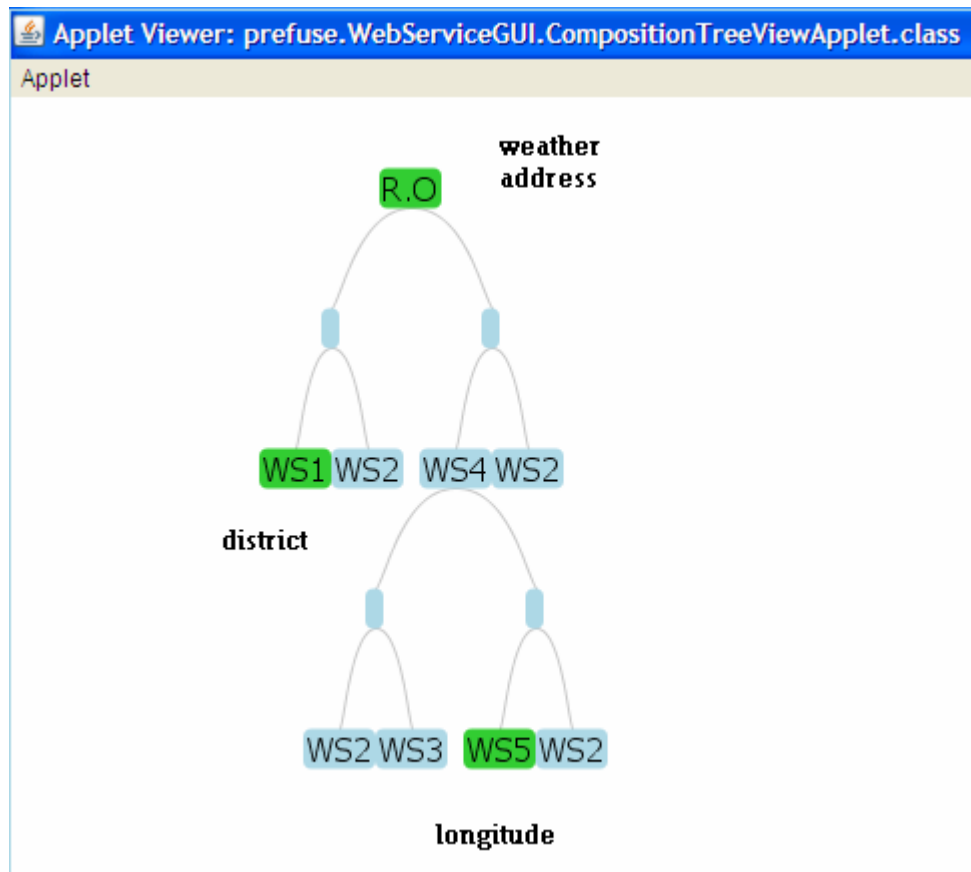 Applet Viewer: prefuse.WebServiceGUI.CompositionTreeViewApplet.class
Applet
weather
address
R.O
WS1 WS2 WS4 WS2
district
WS2 WS3 WS5 WS2
longitude